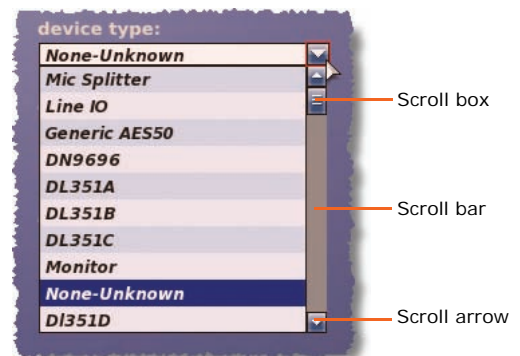 device type:
None-Unknown
Mic Splitter
Line IO
Generic AES50
DN9696
DL351A
DL351B
DL351C
Monitor
None-Unknown
Dl351D
Scroll box
Scroll bar
Scroll arrow